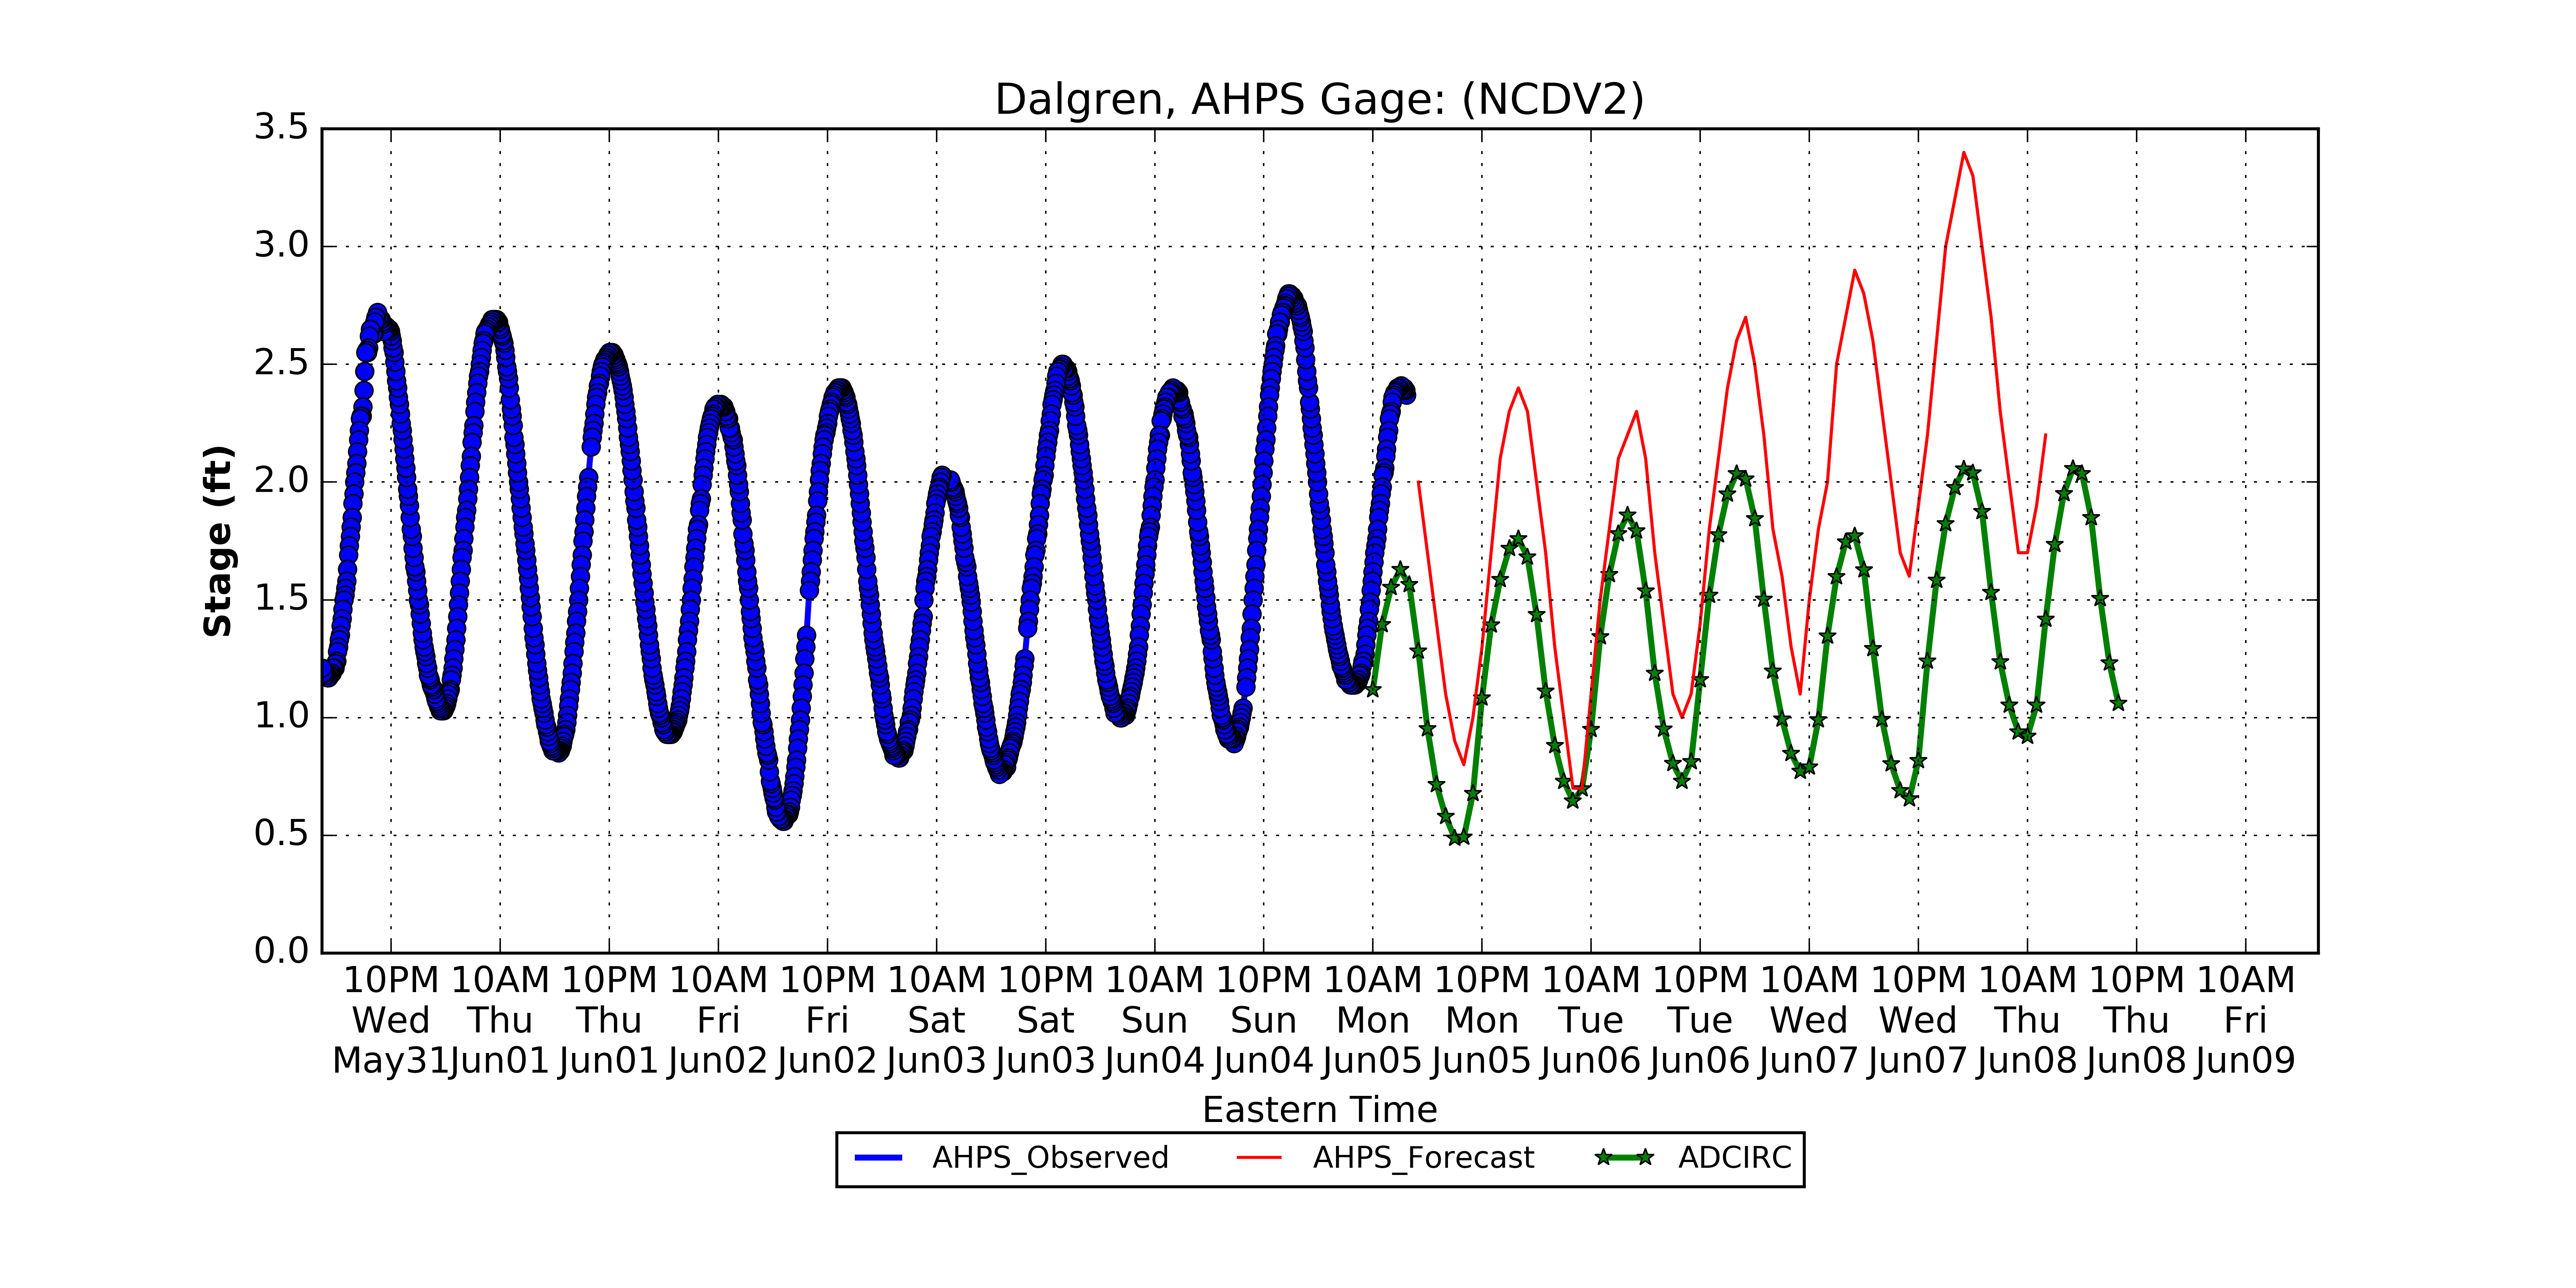 Dalgren, AHPS Gage: (NCDV2)
3.5
3.0
2.5
2.0
1.5
1.0
0.5
0.0
Stage (ft)
10PM 10AM 10PM 10AM 10PM 10AM 10PM 10AM 10PM 10AM 10PM 10AM 10PM 10AM 10PM 10AM 10PM 10AM
Wed Thu Thu Fri Fri Sat Sat Sun Sun Mon Mon Tue Tue Wed Wed Thu Thu Fri
May31 Jun01 Jun01 Jun02 Jun02 Jun03 Jun03 Jun04 Jun04 Jun05 Jun05 Jun06 Jun06 Jun07 Jun07 Jun08 Jun08 Jun09
Eastern Time
AHPS_Observed AHPS_Forecast ADCIRC